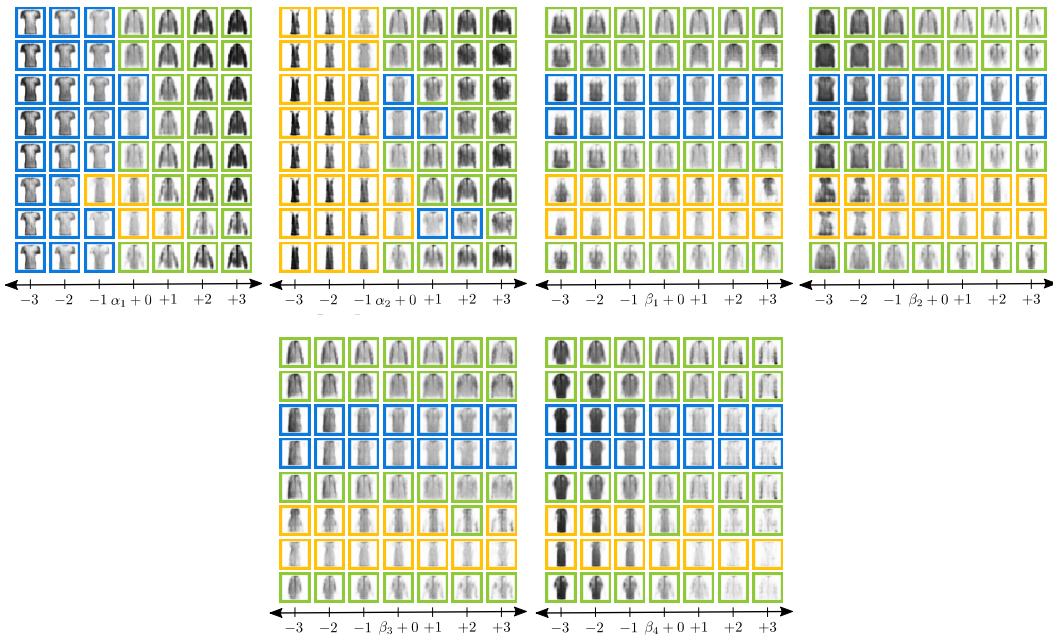 −3 −2 −1 α₁ + 0 +1 +2 +3
−3 −2 −1 α₂ + 0 +1 +2 +3
−3 −2 −1 β₁ + 0 +1 +2 +3
−3 −2 −1 β₂ + 0 +1 +2 +3
−3 −2 −1 β₃ + 0 +1 +2 +3
−3 −2 −1 β₄ + 0 +1 +2 +3